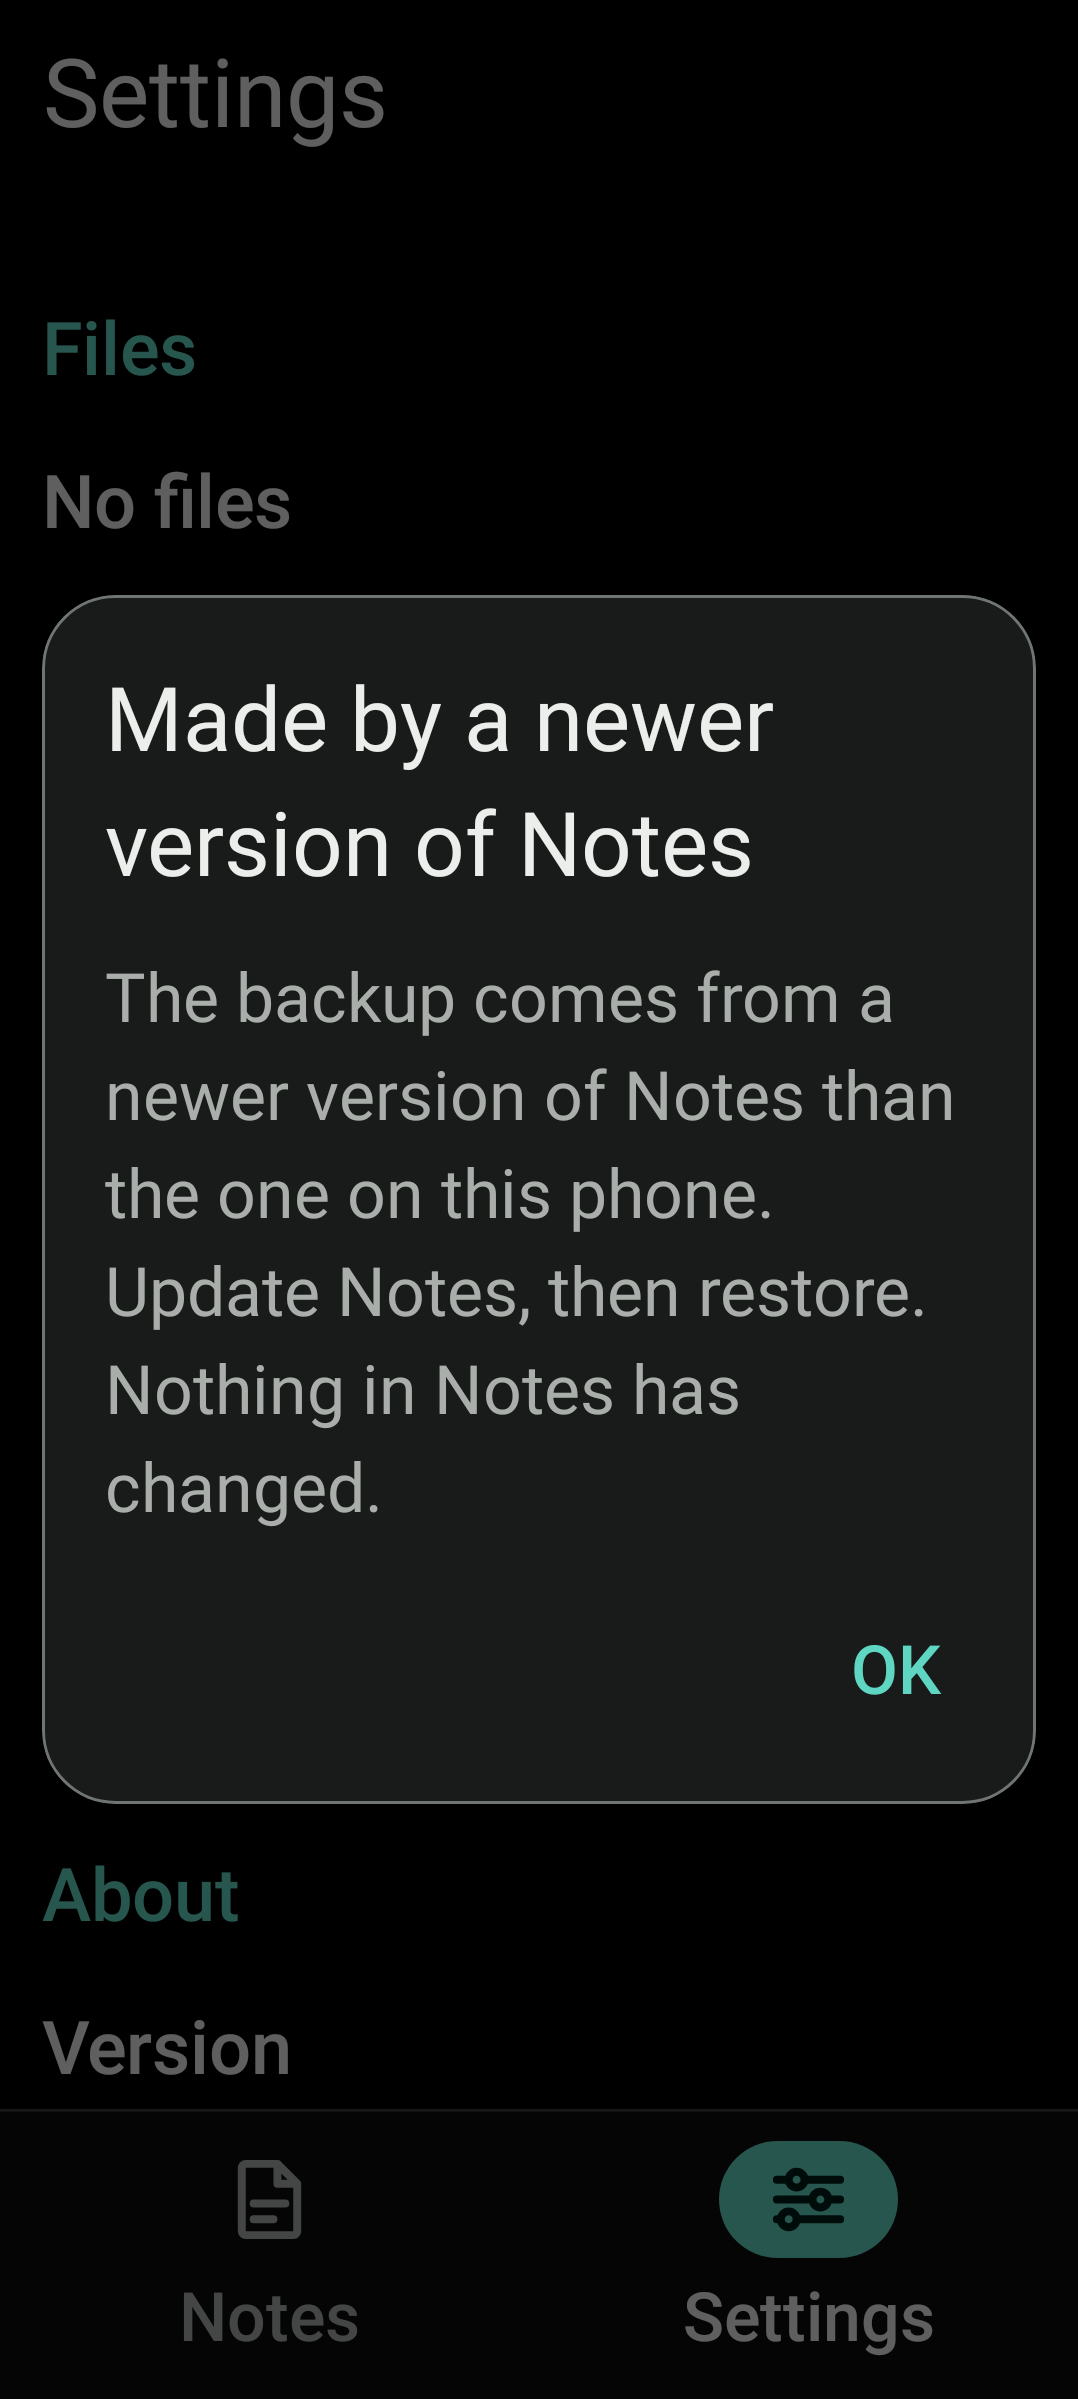 Settings
Files
No files
Made by a newer
version of Notes
The backup comes from a
newer version of Notes than
the one on this phone.
Update Notes, then restore.
Nothing in Notes has
changed.
OK
About
Version
Notes
Settings